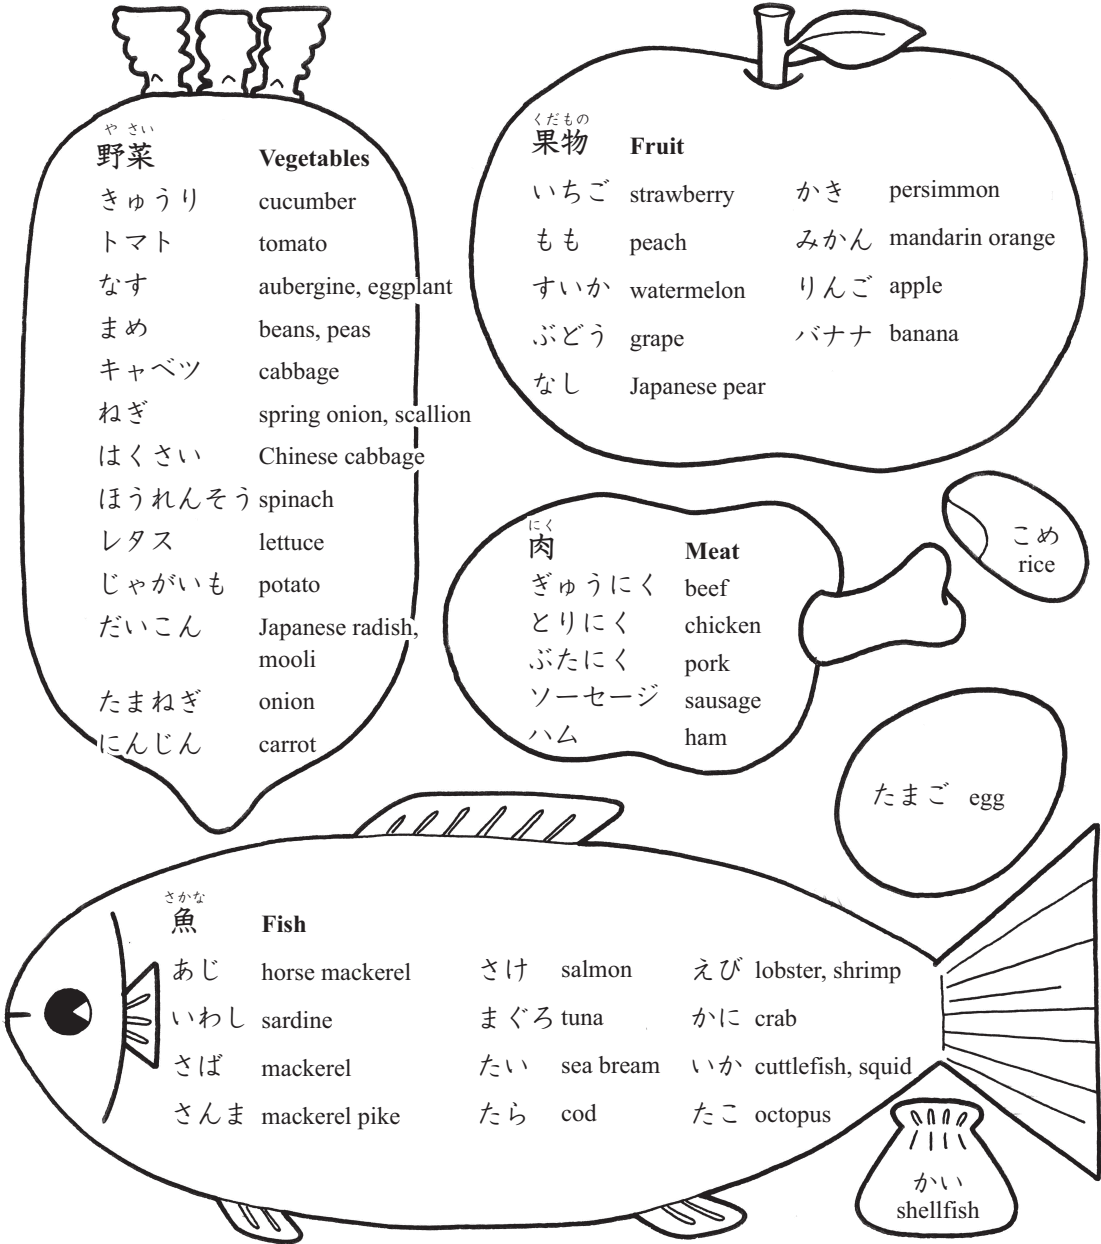 や さい
野菜 Vegetables
きゅうり cucumber
トマト tomato
なす aubergine, eggplant
まめ beans, peas
キャベツ cabbage
ねぎ spring onion, scallion
はくさい Chinese cabbage
ほうれんそう spinach
レタス lettuce
じゃがいも potato
だいこん Japanese radish,
mooli
たまねぎ onion
にんじん carrot
くだもの
果物 Fruit
いちご strawberry かき persimmon
もも peach みかん mandarin orange
すいか watermelon りんご apple
ぶどう grape バナナ banana
なし Japanese pear
にく
肉 Meat
ぎゅうにく beef
とりにく chicken
ぶたにく pork
ソーセージ sausage
ハム ham
こめ
rice
たまご egg
さかな
魚 Fish
あじ horse mackerel さけ salmon えび lobster, shrimp
いわし sardine まぐろ tuna かに crab
さば mackerel たい sea bream いか cuttlefish, squid
さんま mackerel pike たら cod たこ octopus
かい
shellfish